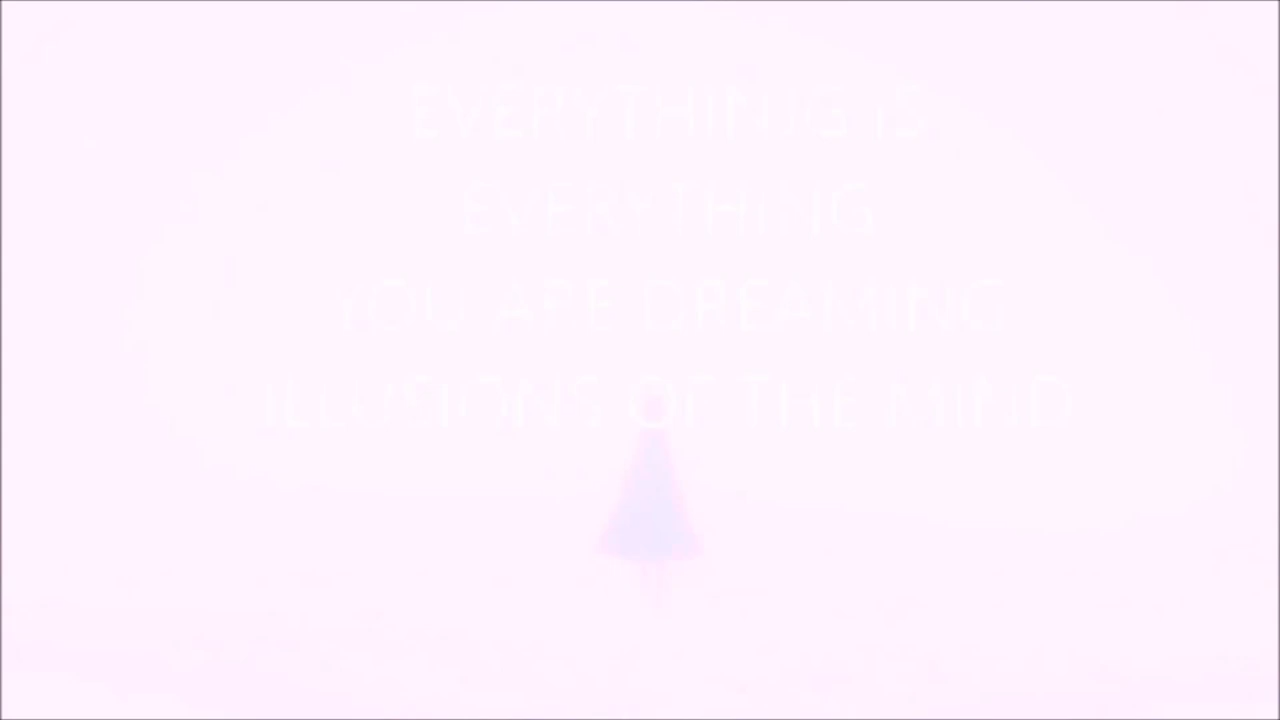 EVERYTHING IS
EVERYTHING
YOU ARE DREAMING
ILLUSIONS OF THE MIND